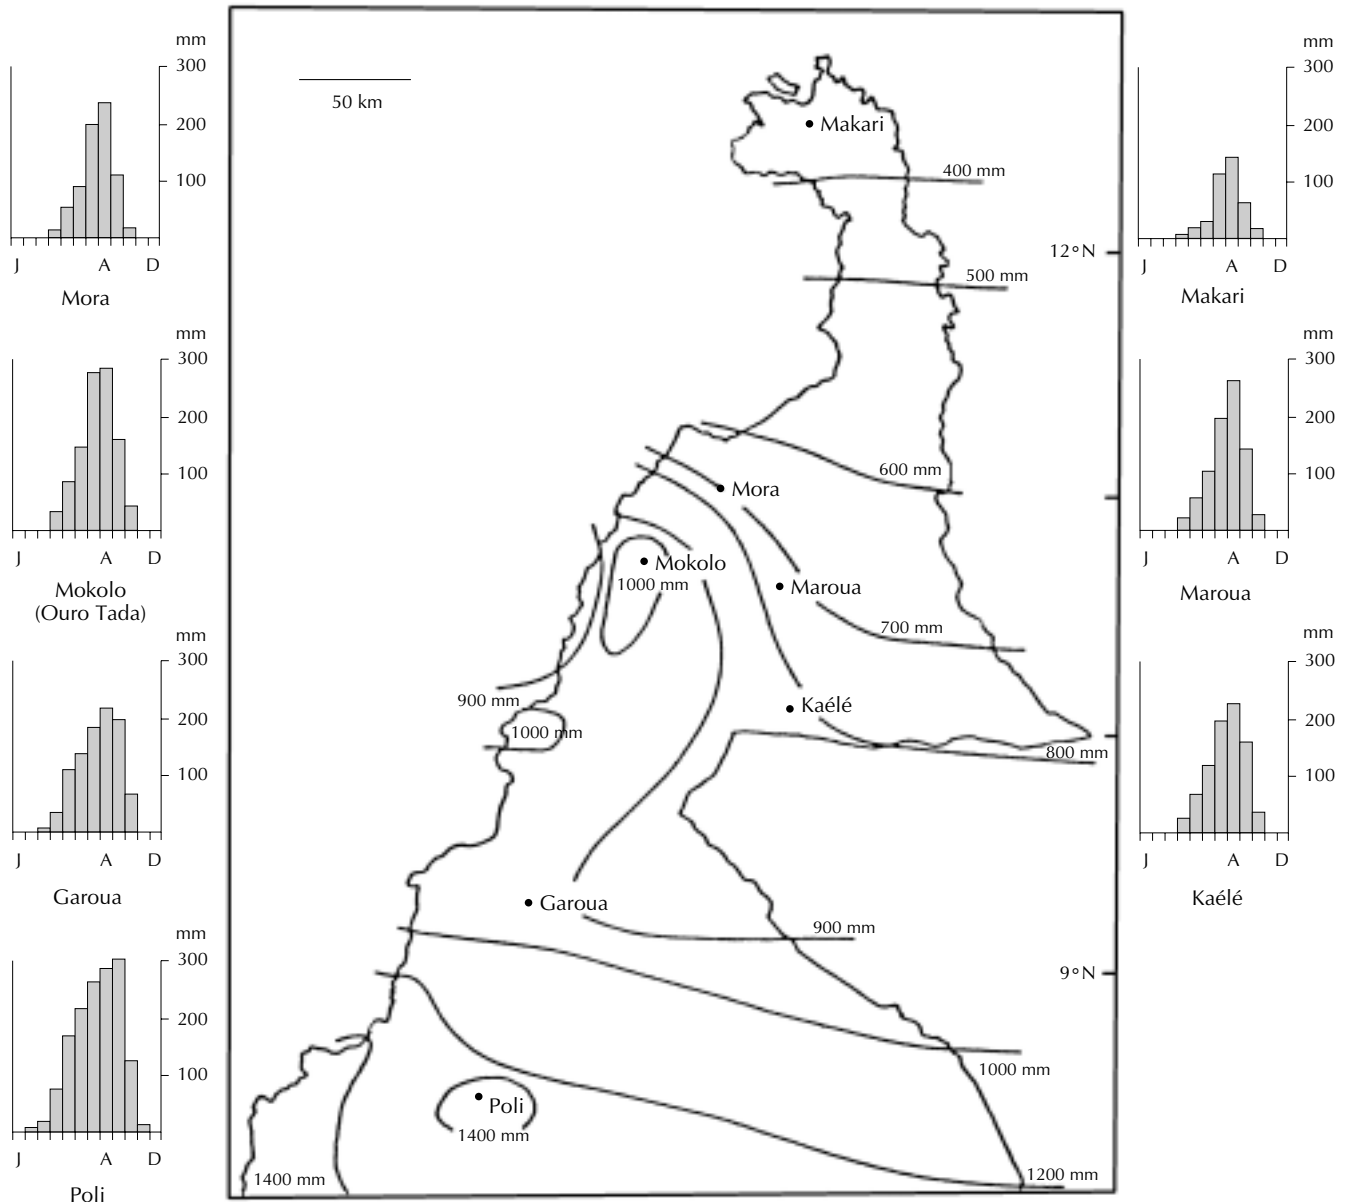 mm
300
200
100
J A D
Mora
mm
300
200
100
J A D
Mokolo
(Ouro Tada)
mm
300
200
100
J A D
Garoua
mm
300
200
100
J A D
Poli
50 km
Makari
400 mm
12°N
500 mm
600 mm
Mora
Mokolo
1000 mm
Maroua
700 mm
900 mm
Kaélé
1000 mm
800 mm
Garoua
900 mm
9°N
1000 mm
Poli
1400 mm
1400 mm
1200 mm
mm
300
200
100
J A D
Makari
mm
300
200
100
J A D
Maroua
mm
300
200
100
J A D
Kaélé